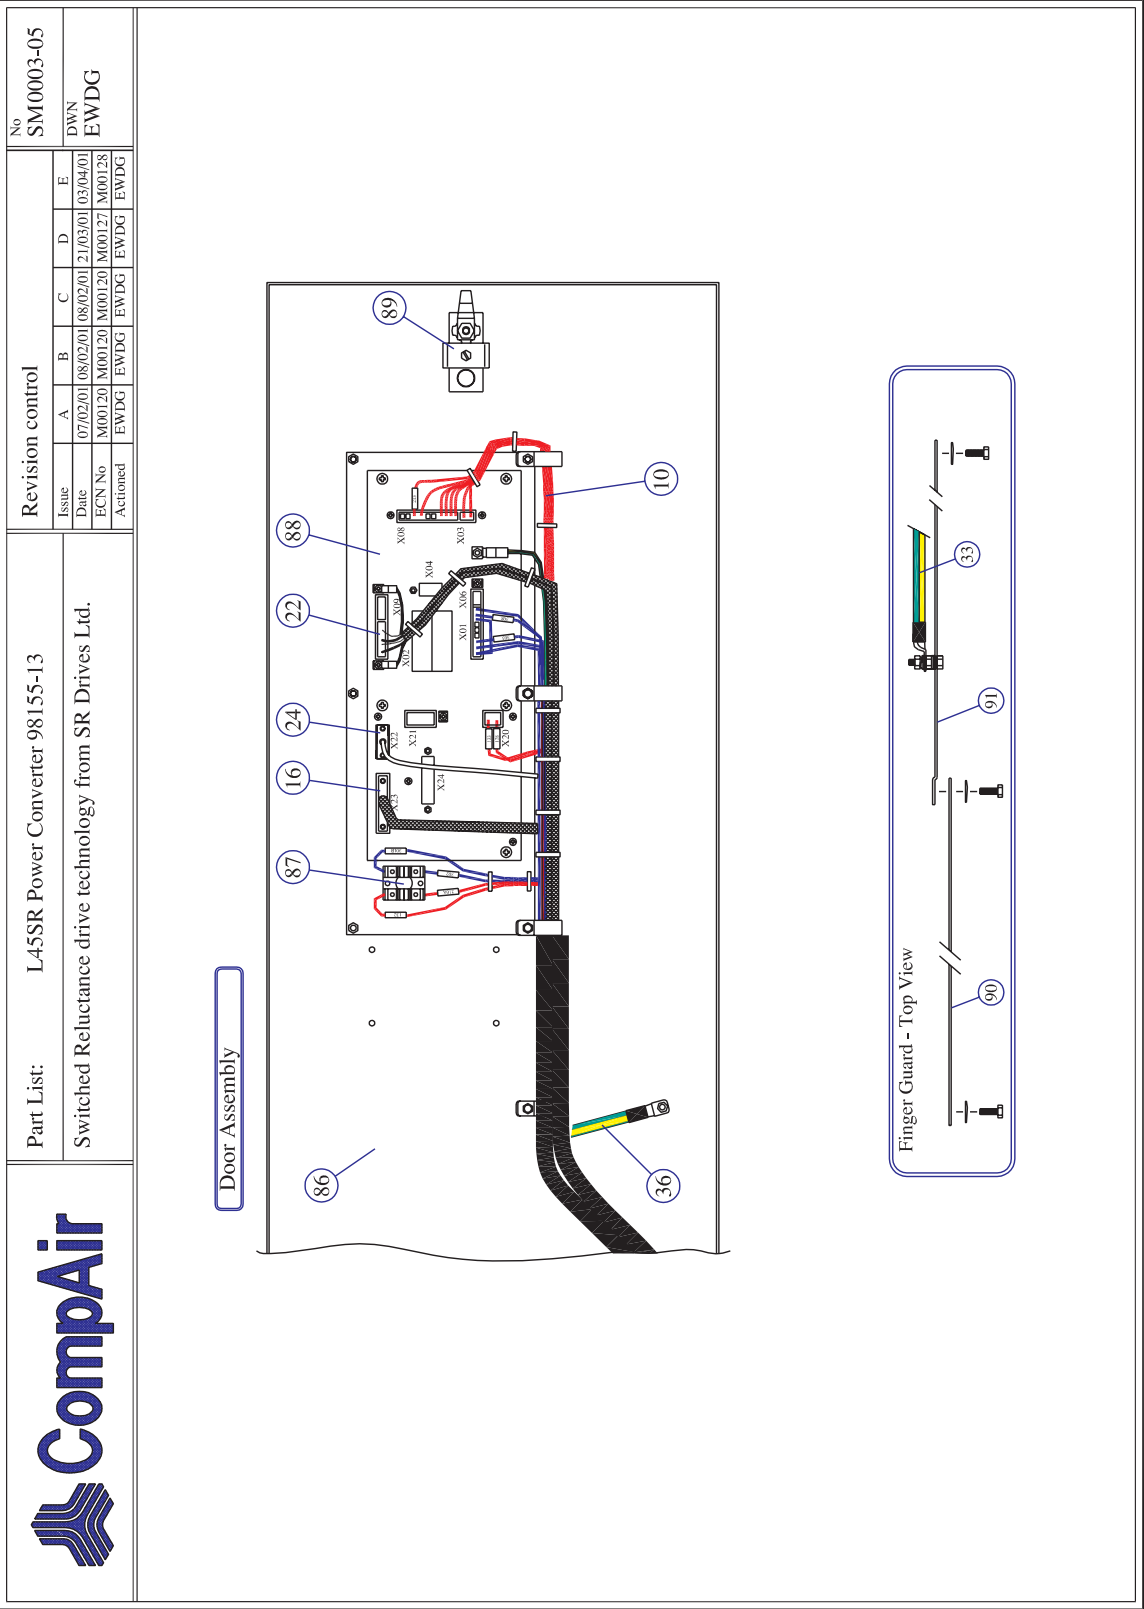 CompAir
Part List: L45SR Power Converter 98155-13
Switched Reluctance drive technology from SR Drives Ltd.
Revision control
Issue A B C D E
Date 07/02/01 08/02/01 08/02/01 21/03/01 03/04/01
ECN No M00120 M00120 M00120 M00127 M00128
Actioned EWDG EWDG EWDG EWDG EWDG
No
SM0003-05
DWN
EWDG
Door Assembly
86
87
16
24
22
88
89
X23
X22
X02
X09
X08
X21
X24
X04
X20
X01
X06
X03
36
10
Finger Guard - Top View
33
90
91